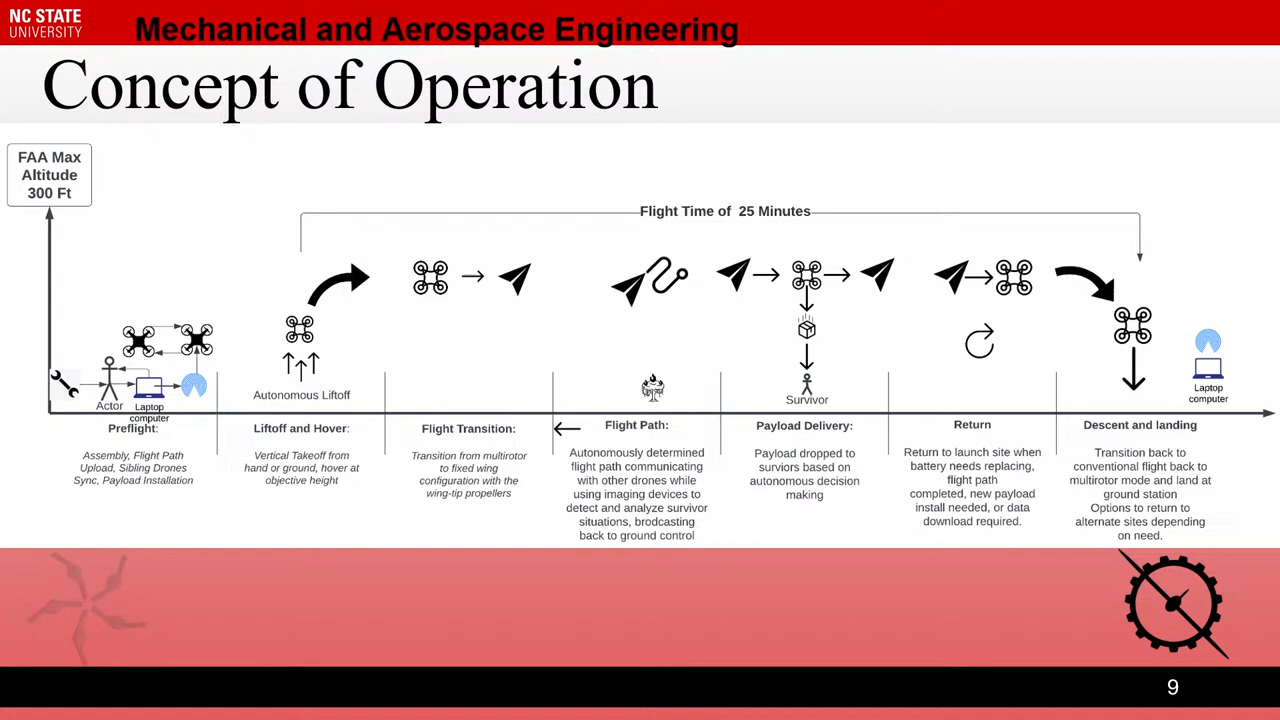 NC STATE
UNIVERSITY
Mechanical and Aerospace Engineering
Concept of Operation
FAA Max
Altitude
300 Ft
Flight Time of 25 Minutes
Actor
Laptop
computer
Autonomous Liftoff
Survivor
Laptop
computer
Preflight:
Assembly, Flight Path
Upload, Sibling Drones
Sync, Payload Installation
Liftoff and Hover:
Vertical Takeoff from
hand or ground, hover at
objective height
Flight Transition:
Transition from multirotor
to fixed wing
configuration with the
wing-tip propellers
Flight Path:
Autonomously determined
flight path communicating
with other drones while
using imaging devices to
detect and analyze survivor
situations, brodcasting
back to ground control
Payload Delivery:
Payload dropped to
surviors based on
autonomous decision
making
Return
Return to launch site when
battery needs replacing,
flight path
completed, new payload
install needed, or data
download required.
Descent and landing
Transition back to
conventional flight back to
multirotor mode and land at
ground station
Options to return to
alternate sites depending
on need.
9